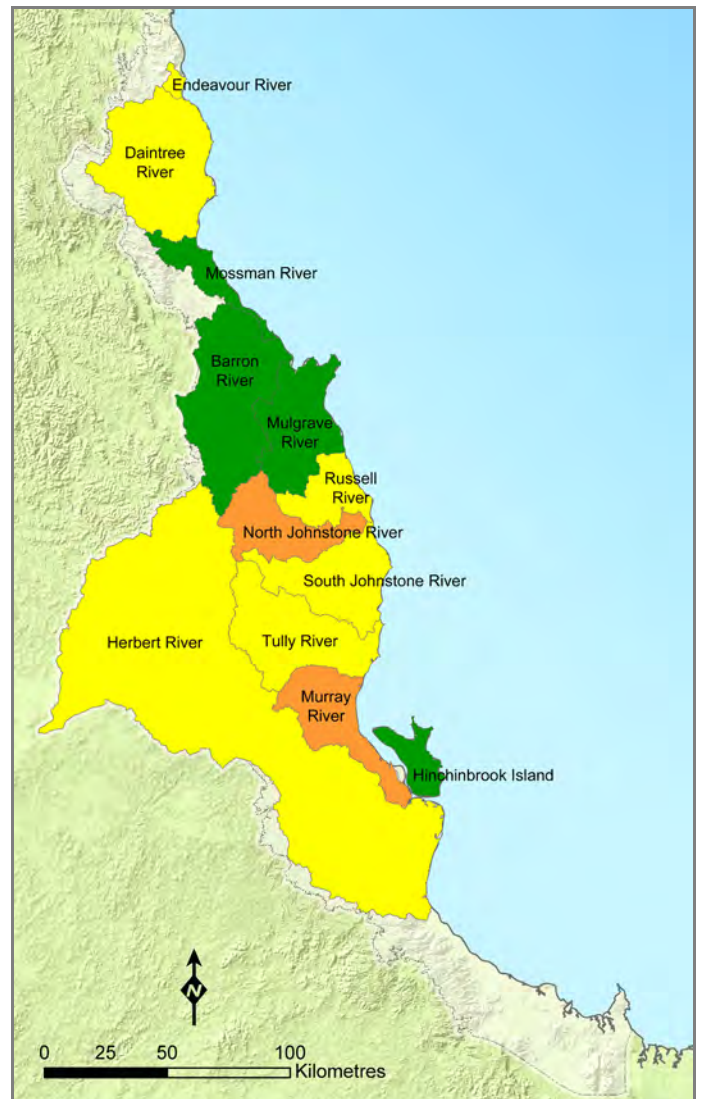 Endeavour River
Daintree
River
Mossman River
Barron
River
Mulgrave
River
Russell
River
North Johnstone River
South Johnstone River
Herbert River
Tully River
Murray
River
Hinchinbrook Island
N
0 25 50 100
Kilometres